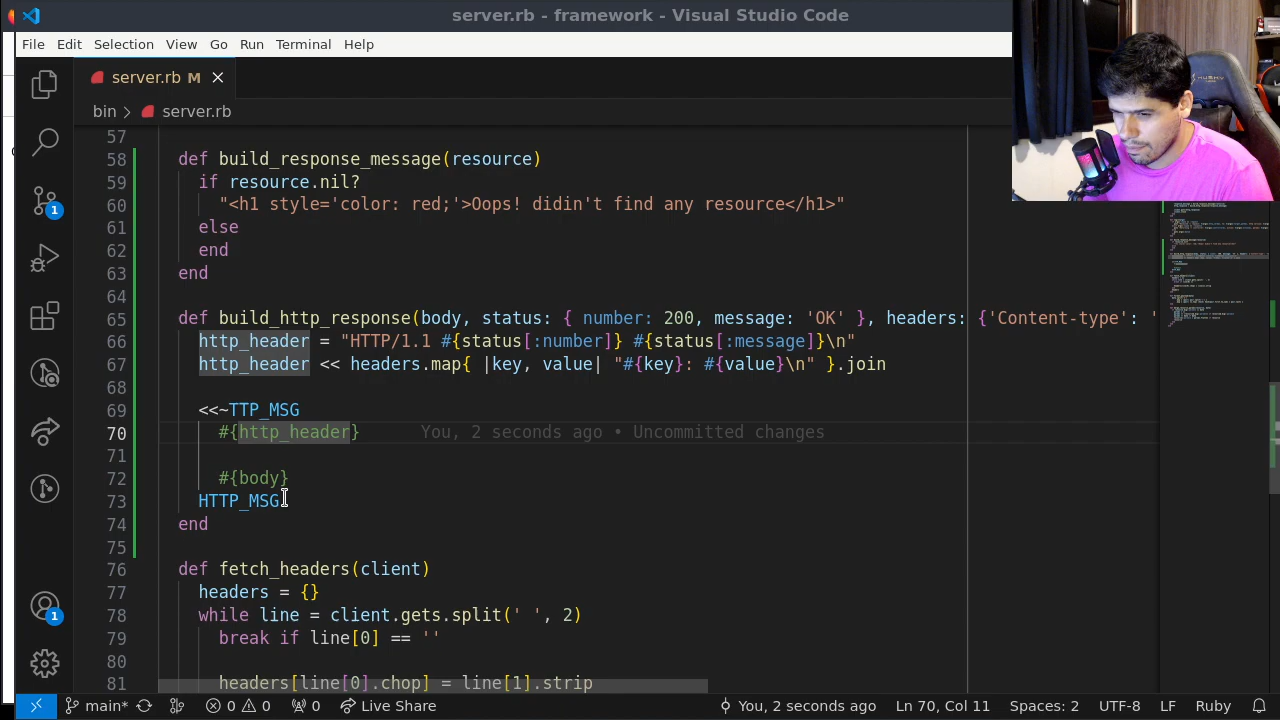 server.rb - framework - Visual Studio Code
File Edit Selection View Go Run Terminal Help
server.rb M
bin > server.rb
57
58 def build_response_message(resource)
59 if resource.nil?
60 "<h1 style='color: red;'>Oops! didin't find any resource</h1>"
61 else
62 end
63 end
64
65 def build_http_response(body, status: { number: 200, message: 'OK' }, headers: {'Content-type': '
66 http_header = "HTTP/1.1 #{status[:number]} #{status[:message]}\n"
67 http_header << headers.map{ |key, value| "#{key}: #{value}\n" }.join
68
69 <<~TTP_MSG
70 #{http_header} You, 2 seconds ago • Uncommitted changes
71
72 #{body}
73 HTTP_MSG
74 end
75
76 def fetch_headers(client)
77 headers = {}
78 while line = client.gets.split(' ', 2)
79 break if line[0] == ''
80
81 headers[line[0].chop] = line[1].strip
1
1
main* 0 0 0 Live Share You, 2 seconds ago Ln 70, Col 11 Spaces: 2 UTF-8 LF Ruby